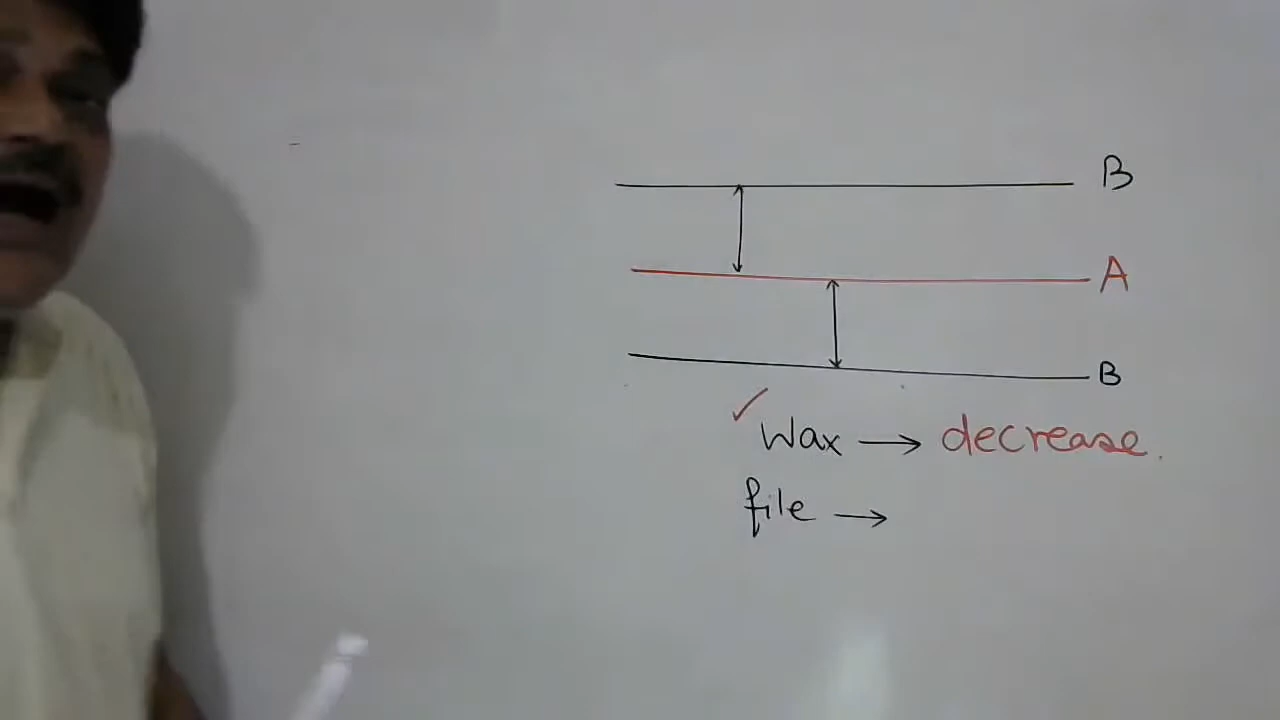 B
A
B
✓ Wax → decrease.
file →